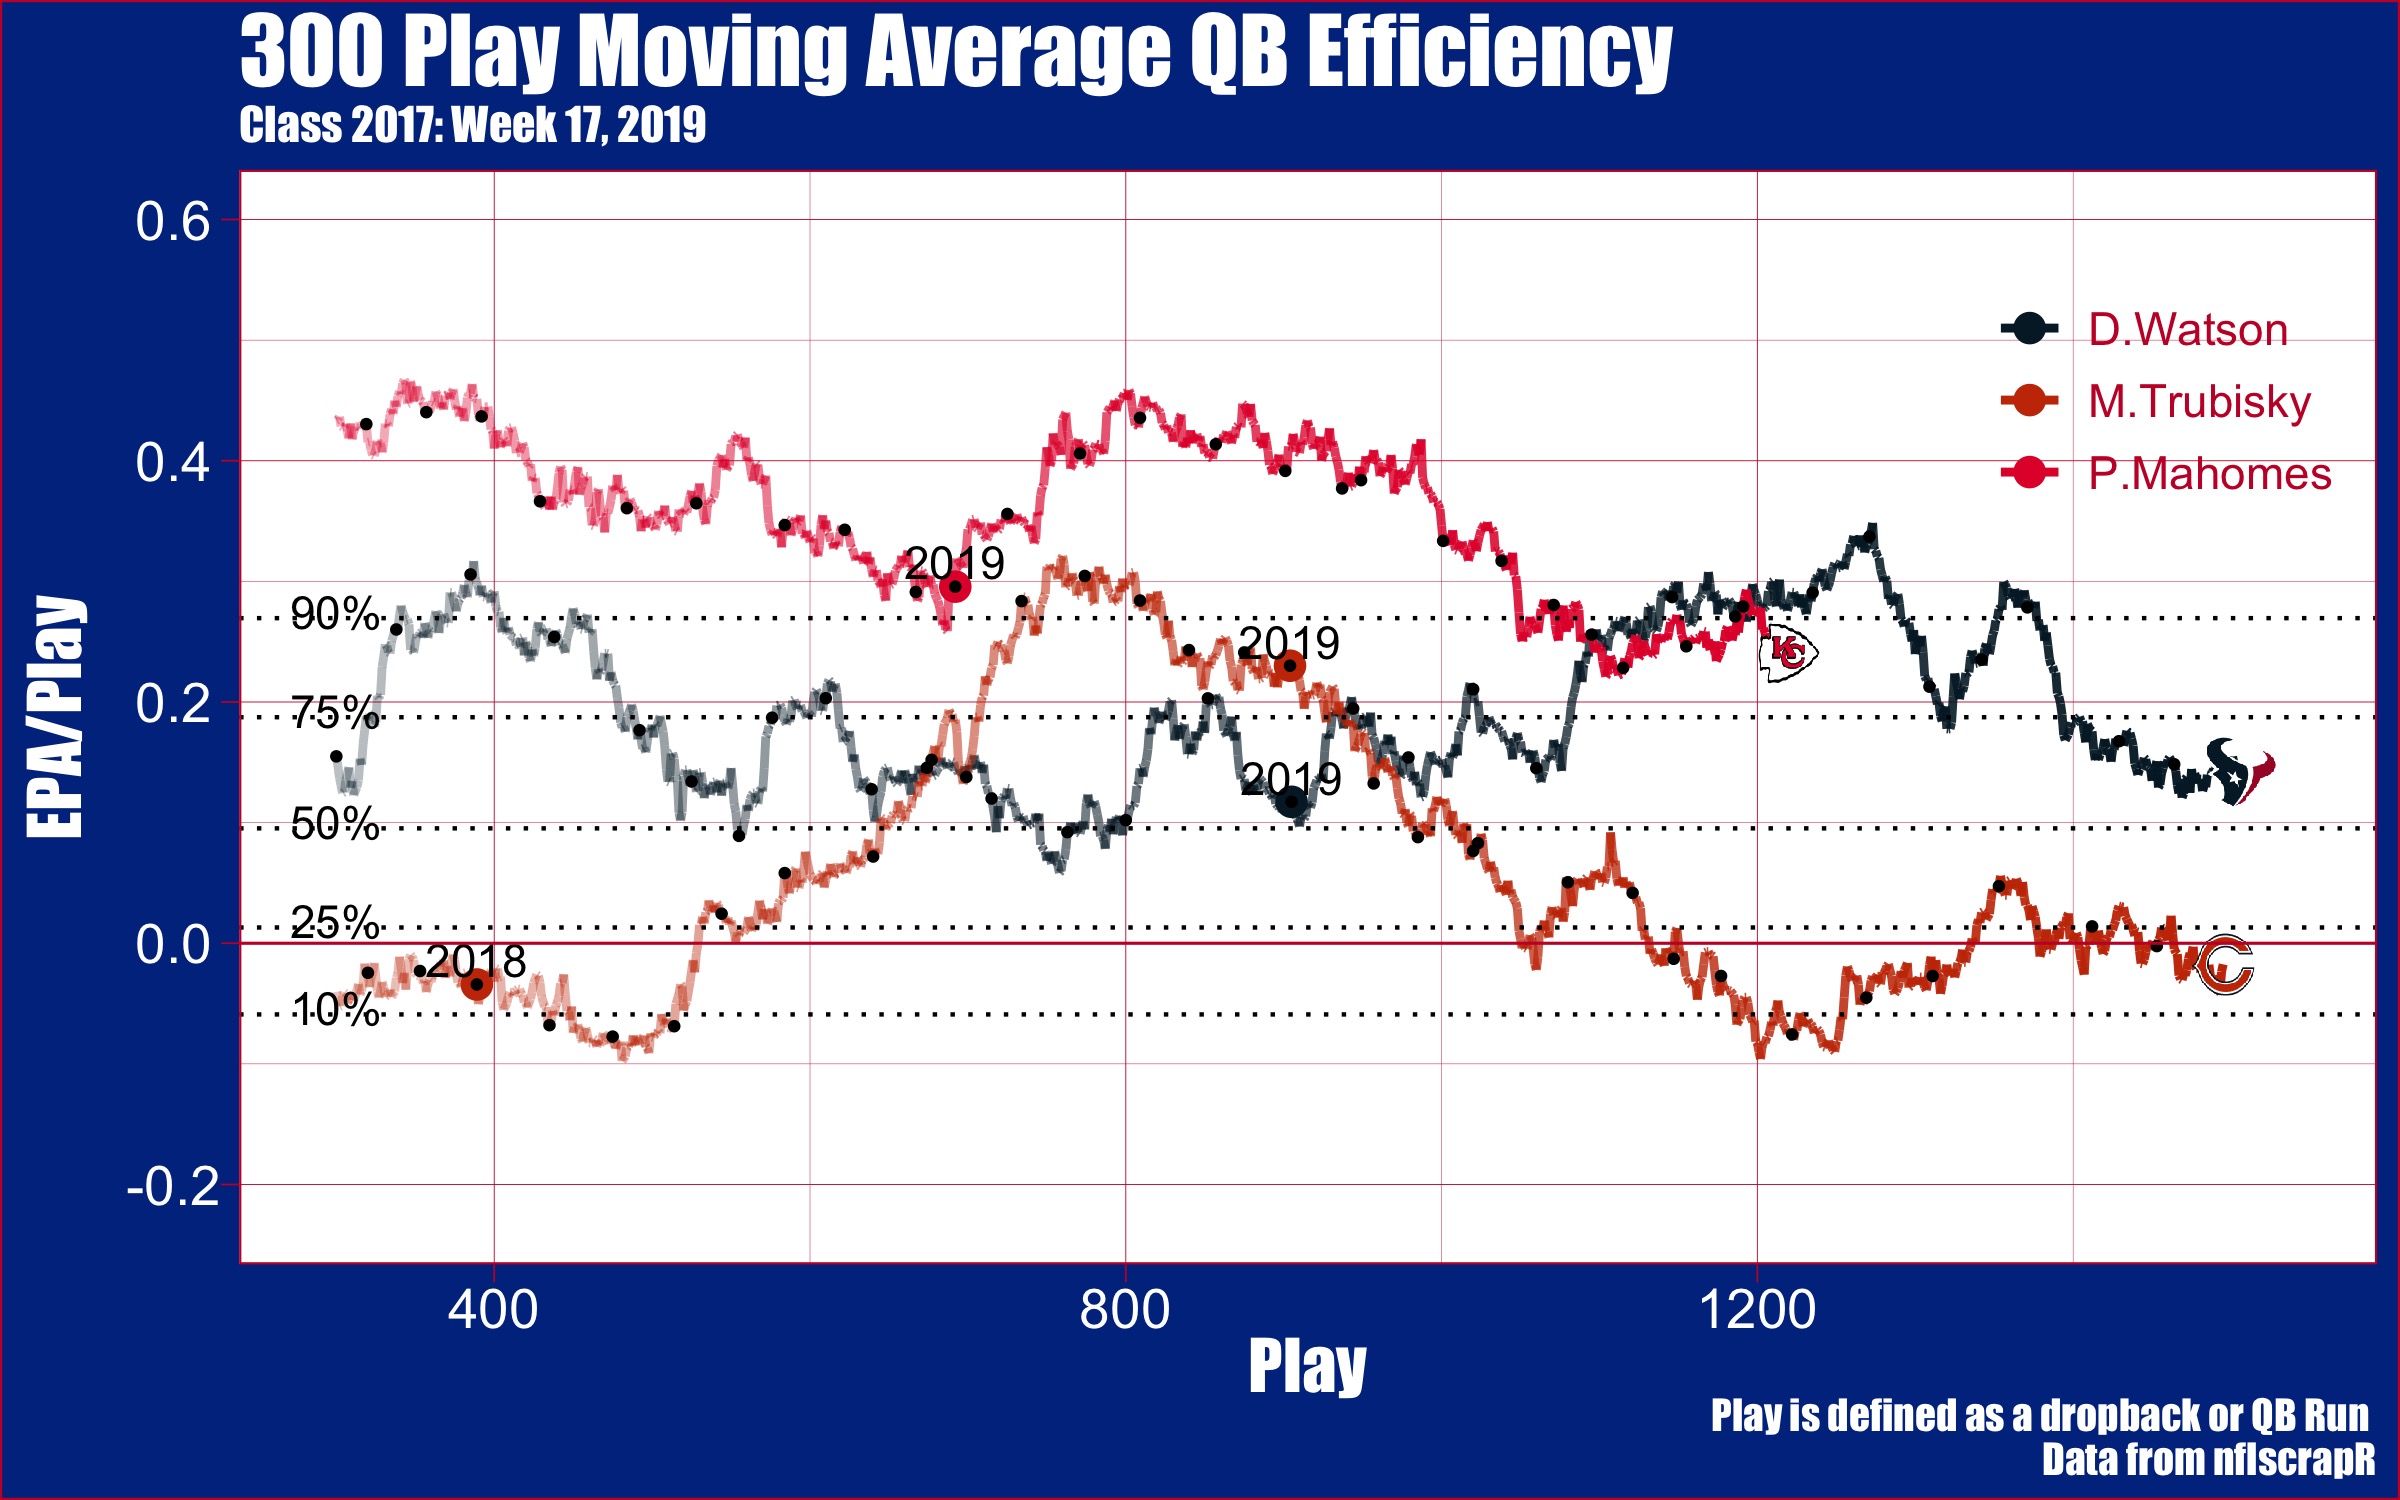 300 Play Moving Average QB Efficiency
Class 2017: Week 17, 2019
EPA/Play
0.6
0.4
0.2
0.0
-0.2
D.Watson
M.Trubisky
P.Mahomes
90%
75%
50%
25%
10%
2019
2019
2019
2018
KC
400 800 1200
Play
Play is defined as a dropback or QB Run
Data from nflscrapR